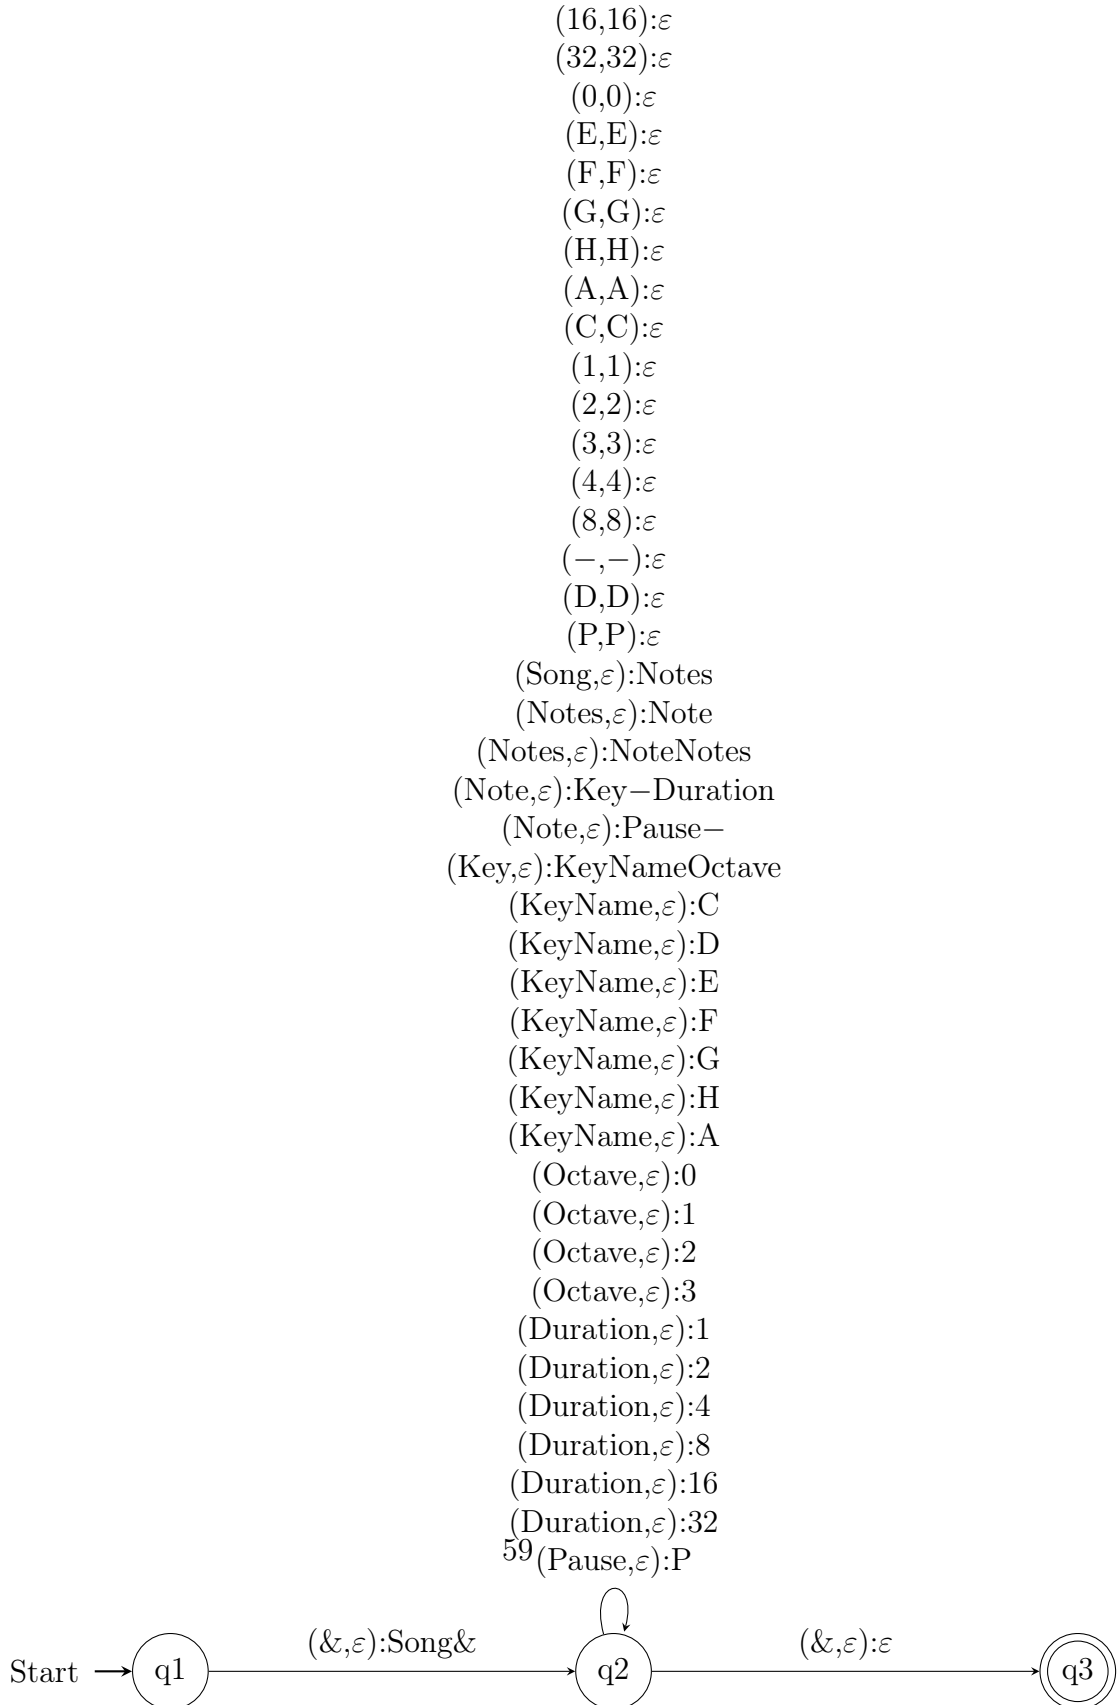 (16,16):ε
(32,32):ε
(0,0):ε
(E,E):ε
(F,F):ε
(G,G):ε
(H,H):ε
(A,A):ε
(C,C):ε
(1,1):ε
(2,2):ε
(3,3):ε
(4,4):ε
(8,8):ε
(−,−):ε
(D,D):ε
(P,P):ε
(Song,ε):Notes
(Notes,ε):Note
(Notes,ε):NoteNotes
(Note,ε):Key−Duration
(Note,ε):Pause−
(Key,ε):KeyNameOctave
(KeyName,ε):C
(KeyName,ε):D
(KeyName,ε):E
(KeyName,ε):F
(KeyName,ε):G
(KeyName,ε):H
(KeyName,ε):A
(Octave,ε):0
(Octave,ε):1
(Octave,ε):2
(Octave,ε):3
(Duration,ε):1
(Duration,ε):2
(Duration,ε):4
(Duration,ε):8
(Duration,ε):16
(Duration,ε):32
59
(Pause,ε):P
(&,ε):Song&
(&,ε):ε
Start
q1
q2
q3